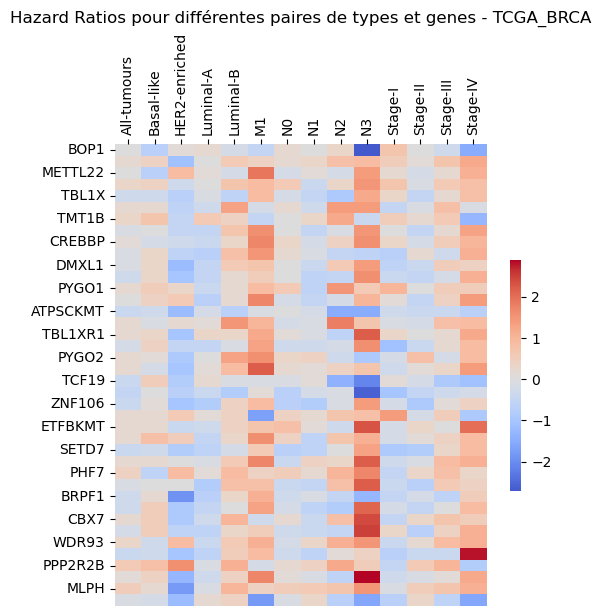 Hazard Ratios pour différentes paires de types et genes - TCGA_BRCA
All-tumours
Basal-like
HER2-enriched
Luminal-A
Luminal-B
M1
N0
N1
N2
N3
Stage-I
Stage-II
Stage-III
Stage-IV
BOP1
METTL22
TBL1X
TMT1B
CREBBP
DMXL1
PYGO1
ATPSCKMT
TBL1XR1
PYGO2
TCF19
ZNF106
ETFBKMT
SETD7
PHF7
BRPF1
CBX7
WDR93
PPP2R2B
MLPH
2
1
0
−1
−2